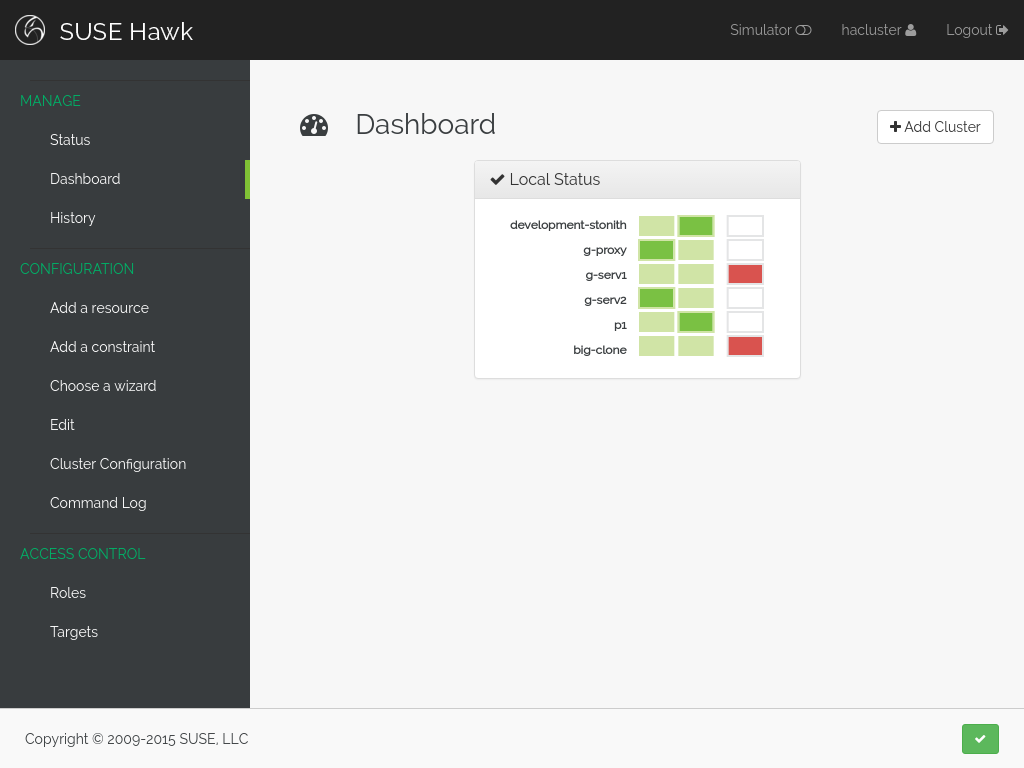 SUSE Hawk
Simulator
hacluster
Logout
MANAGE
Status
Dashboard
History
CONFIGURATION
Add a resource
Add a constraint
Choose a wizard
Edit
Cluster Configuration
Command Log
ACCESS CONTROL
Roles
Targets
Dashboard
Add Cluster
Local Status
development-stonith
g-proxy
g-serv1
g-serv2
p1
big-clone
Copyright © 2009-2015 SUSE, LLC